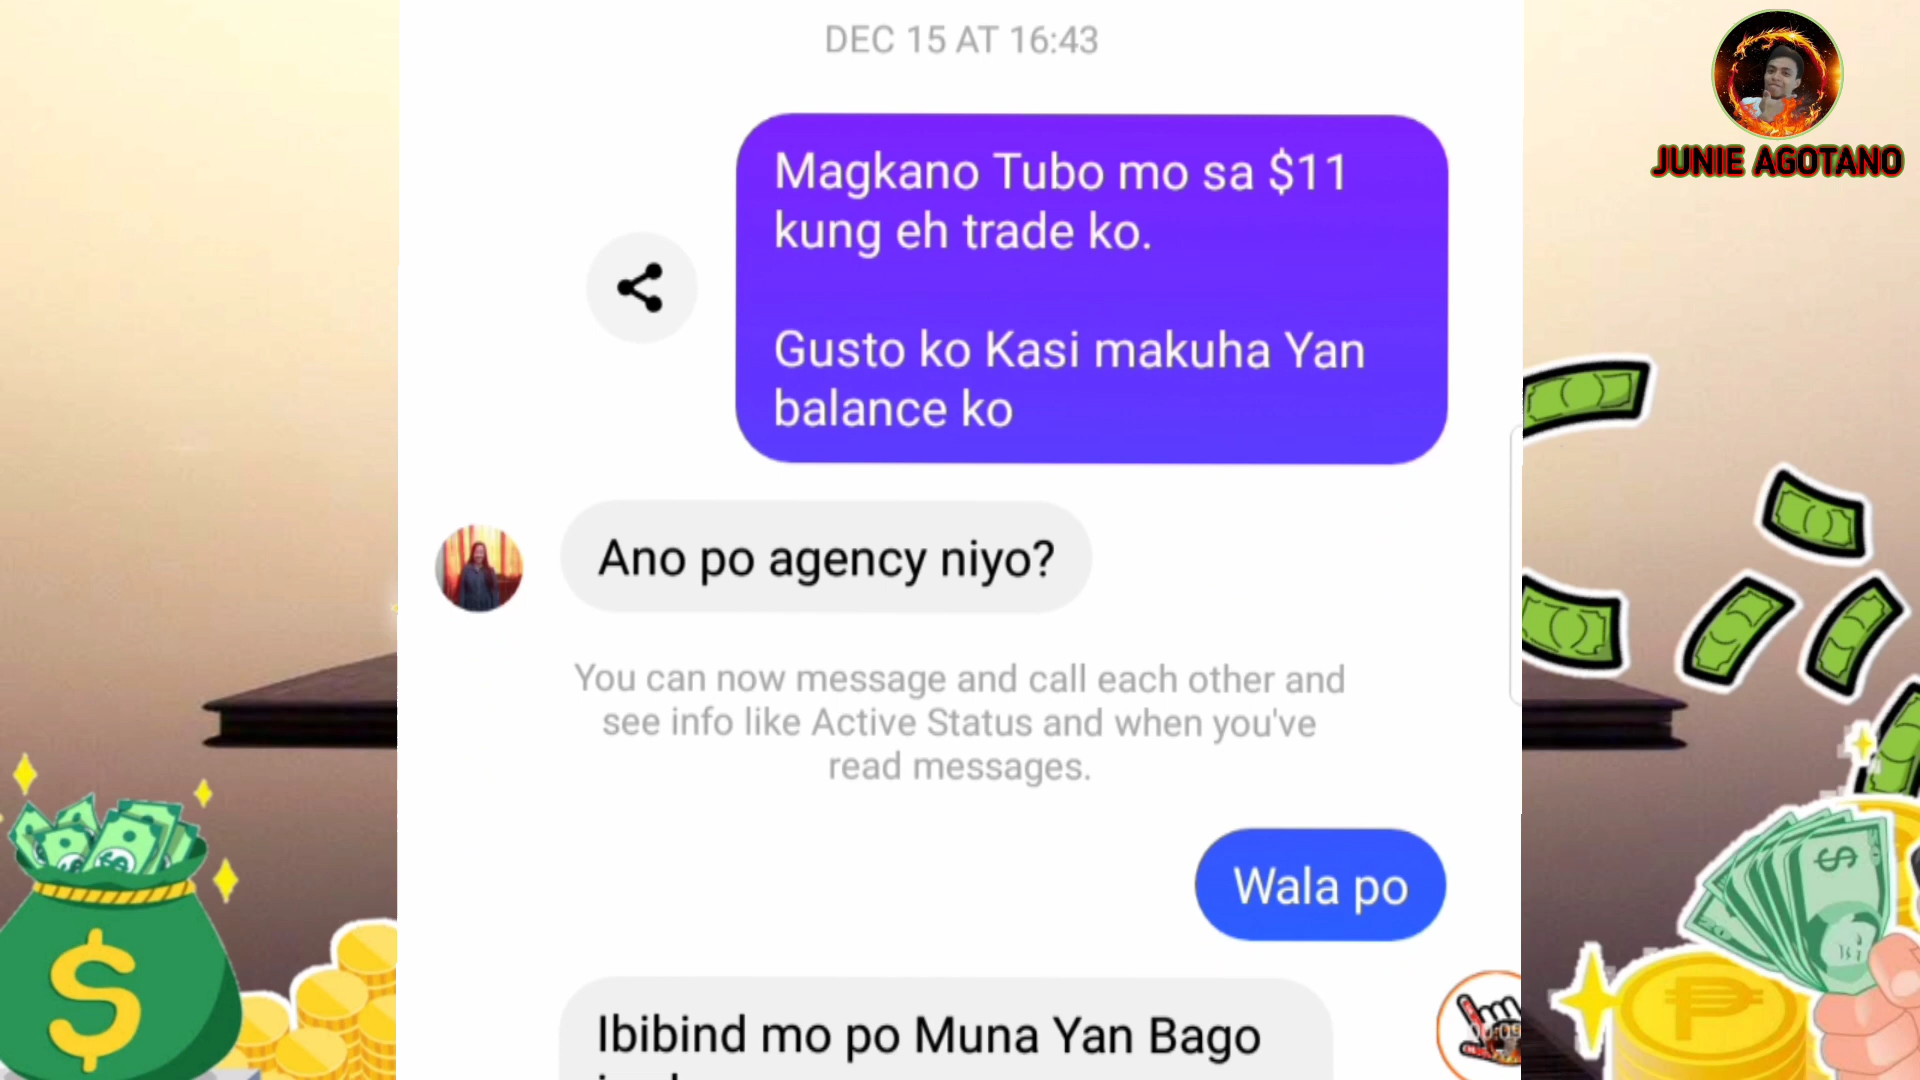 DEC 15 AT 16:43
JUNIE AGOTANO
Magkano Tubo mo sa $11
kung eh trade ko.
Gusto ko Kasi makuha Yan
balance ko
Ano po agency niyo?
You can now message and call each other and
see info like Active Status and when you've
read messages.
Wala po
Ibibind mo po Muna Yan Bago